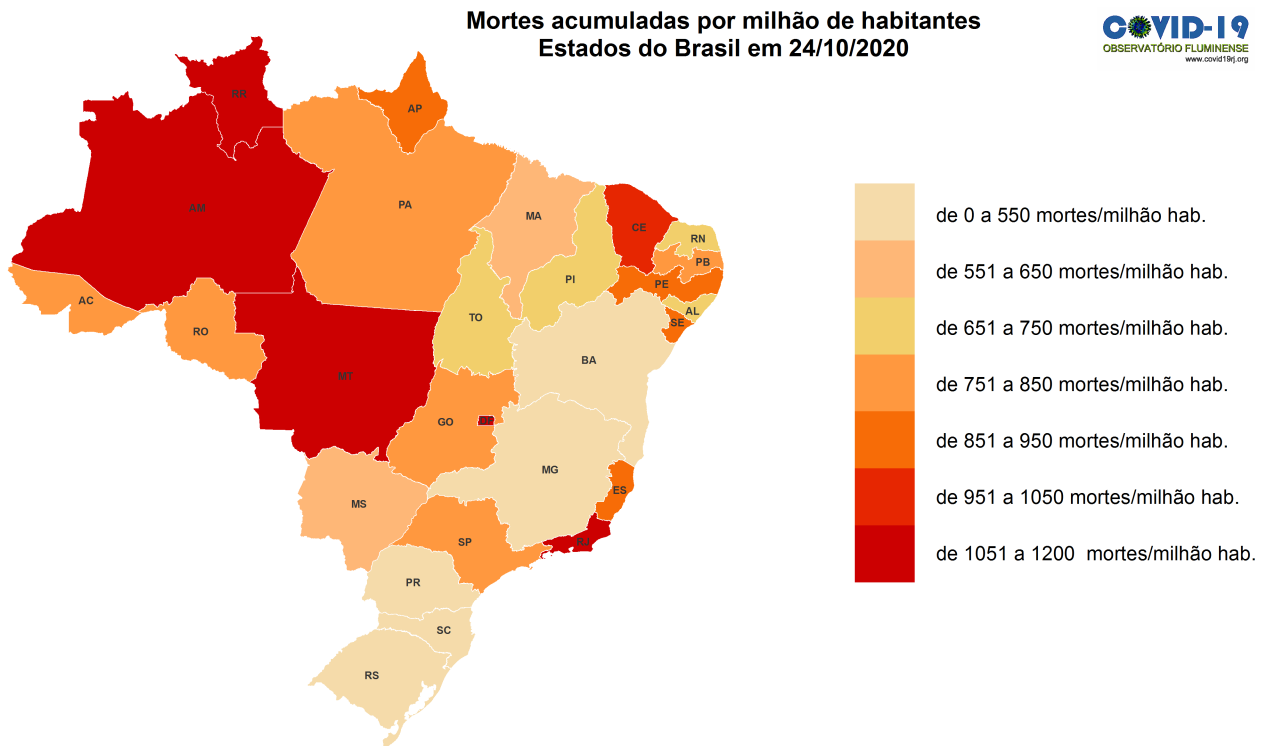 Mortes acumuladas por milhão de habitantes
Estados do Brasil em 24/10/2020
COVID-19
OBSERVATÓRIO FLUMINENSE
www.covid19rj.org
RR
AP
AM
PA
MA
CE
RN
PB
PI
PE
AC
AL
TO
SE
RO
BA
MT
GO
DF
MG
ES
MS
SP
RJ
PR
SC
RS
de 0 a 550 mortes/milhão hab.
de 551 a 650 mortes/milhão hab.
de 651 a 750 mortes/milhão hab.
de 751 a 850 mortes/milhão hab.
de 851 a 950 mortes/milhão hab.
de 951 a 1050 mortes/milhão hab.
de 1051 a 1200 mortes/milhão hab.